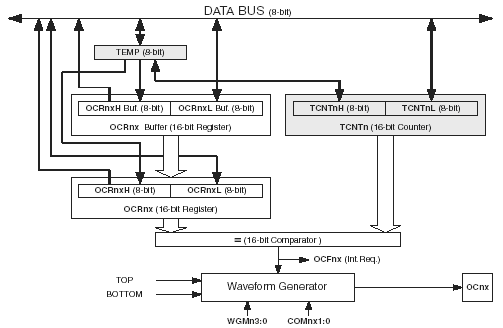 DATA BUS (8-bit)
TEMP (8-bit)
OCRnxH Buf. (8-bit) OCRnxL Buf. (8-bit)
OCRnx Buffer (16-bit Register)
TCNTnH (8-bit) TCNTnL (8-bit)
TCNTn (16-bit Counter)
OCRnxH (8-bit) OCRnxL (8-bit)
OCRnx (16-bit Register)
= (16-bit Comparator )
OCFnx (Int.Req.)
TOP
BOTTOM
Waveform Generator
OCnx
WGMn3:0 COMnx1:0